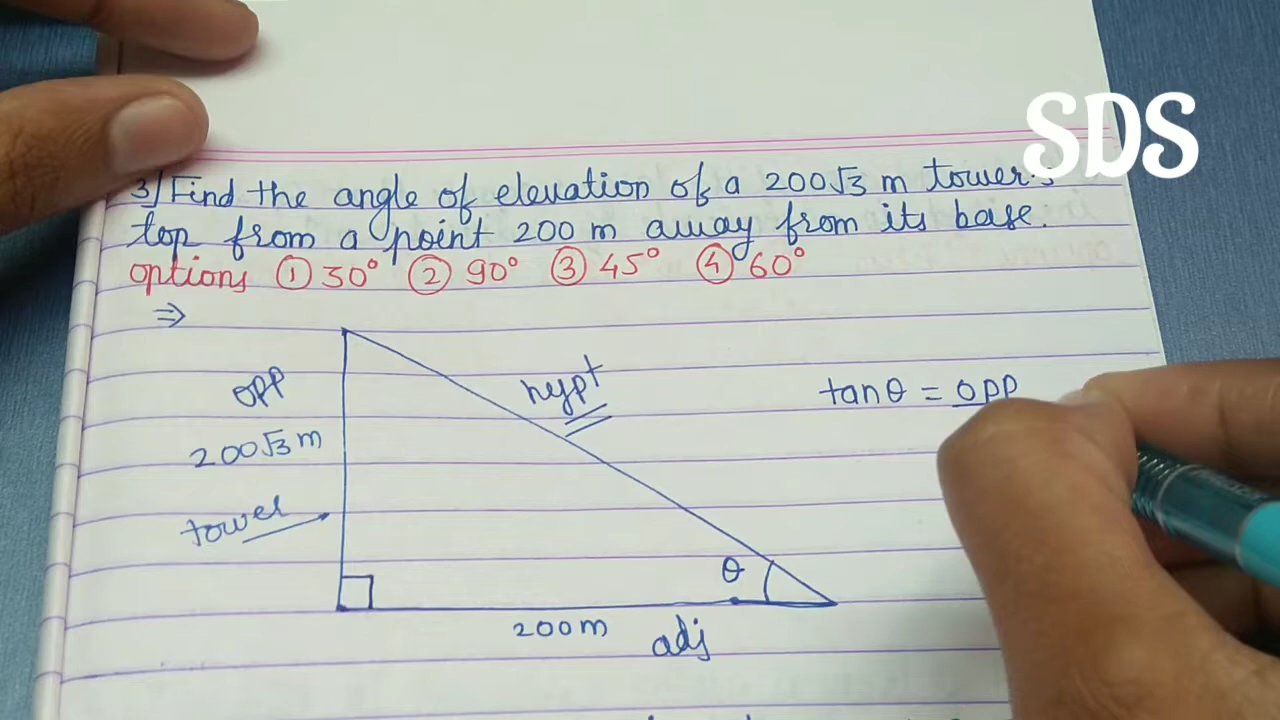 SDS
3) Find the angle of elevation of a 200√3 m tower's
top from a point 200 m away from its base.
options ① 30° ② 90° ③ 45° ④ 60°
⇒
opp
hypt
tanθ = opp
200√3 m
tower
θ
200m
adj